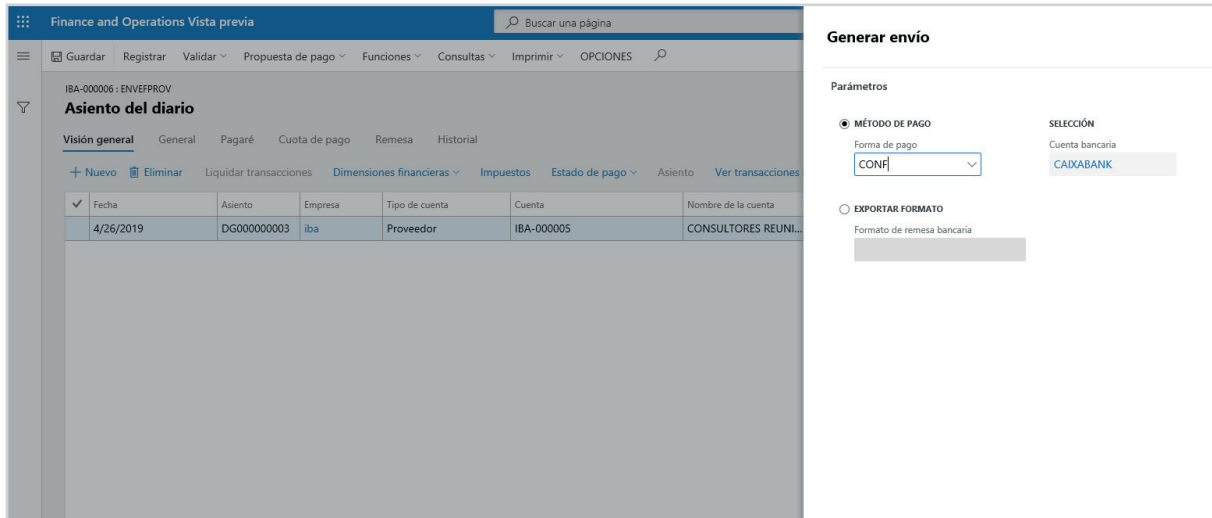 Finance and Operations Vista previa
Buscar una página
Guardar Registrar Validar Propuesta de pago Funciones Consultas Imprimir OPCIONES
IBA-000006 : ENVEFPROV
Asiento del diario
Visión general General Pagaré Cuota de pago Remesa Historial
+ Nuevo Eliminar Liquidar transacciones Dimensiones financieras Impuestos Estado de pago Asiento Ver transacciones
Fecha Asiento Empresa Tipo de cuenta Cuenta Nombre de la cuenta
4/26/2019 DG000000003 iba Proveedor IBA-000005 CONSULTORES REUNI...
Generar envío
Parámetros
MÉTODO DE PAGO SELECCIÓN
Forma de pago Cuenta bancaria
CONF CAIXABANK
EXPORTAR FORMATO
Formato de remesa bancaria